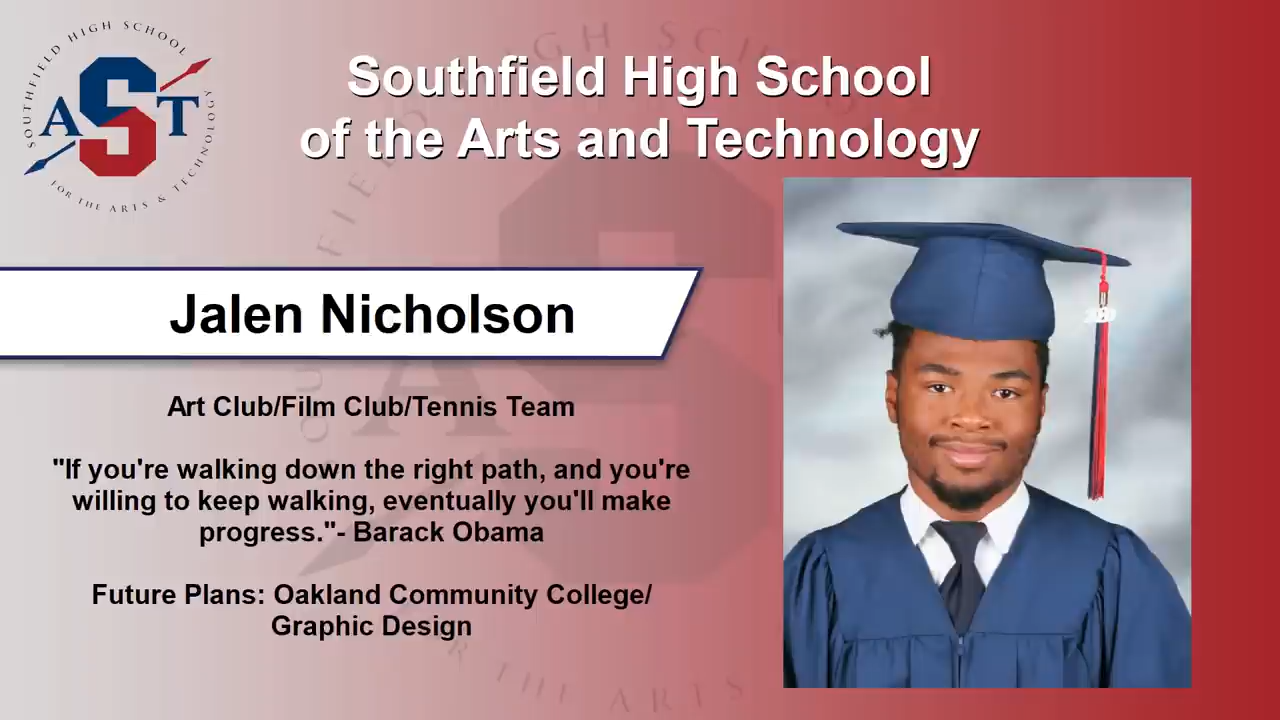 SOUTHFIELD HIGH SCHOOL
AST
FOR THE ARTS & TECHNOLOGY
Southfield High School
of the Arts and Technology
Jalen Nicholson
Art Club/Film Club/Tennis Team
"If you're walking down the right path, and you're
willing to keep walking, eventually you'll make
progress."- Barack Obama
Future Plans: Oakland Community College/
Graphic Design